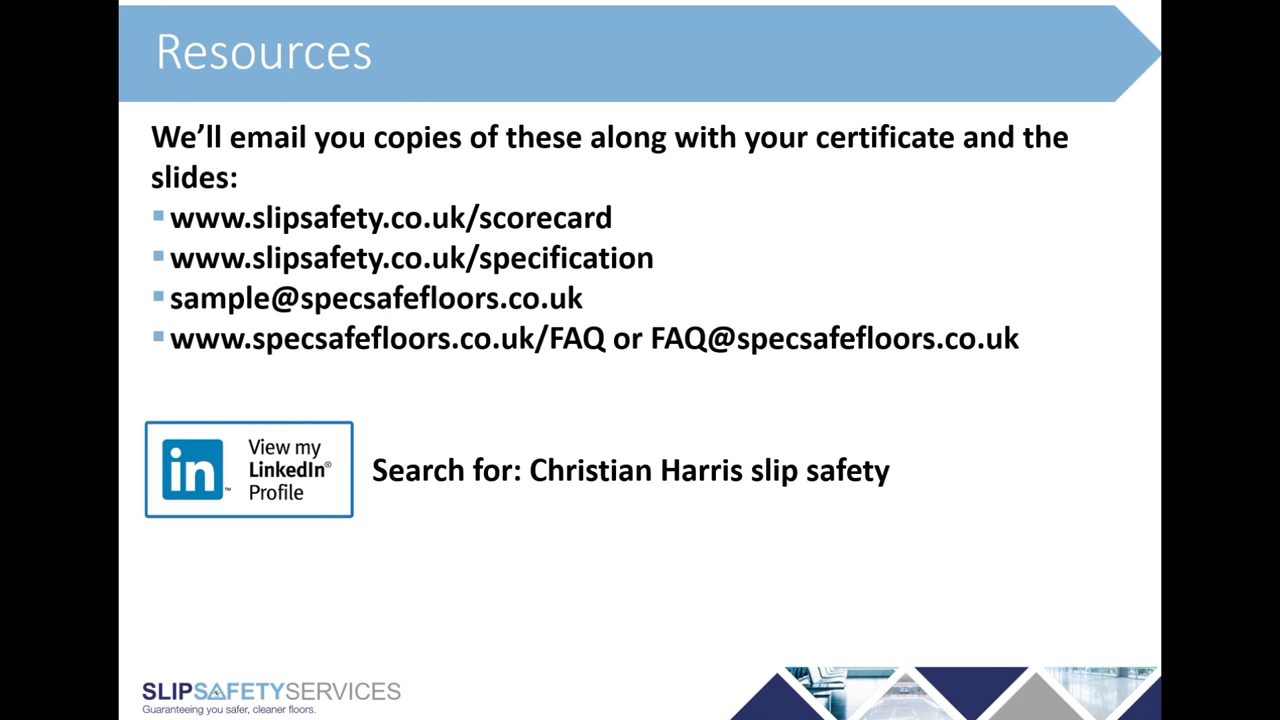 Resources
We’ll email you copies of these along with your certificate and the
slides:
www.slipsafety.co.uk/scorecard
www.slipsafety.co.uk/specification
sample@specsafefloors.co.uk
www.specsafefloors.co.uk/FAQ or FAQ@specsafefloors.co.uk
in™
View my
LinkedIn®
Profile
Search for: Christian Harris slip safety
SLIPSAFETYSERVICES
Guaranteeing you safer, cleaner floors.